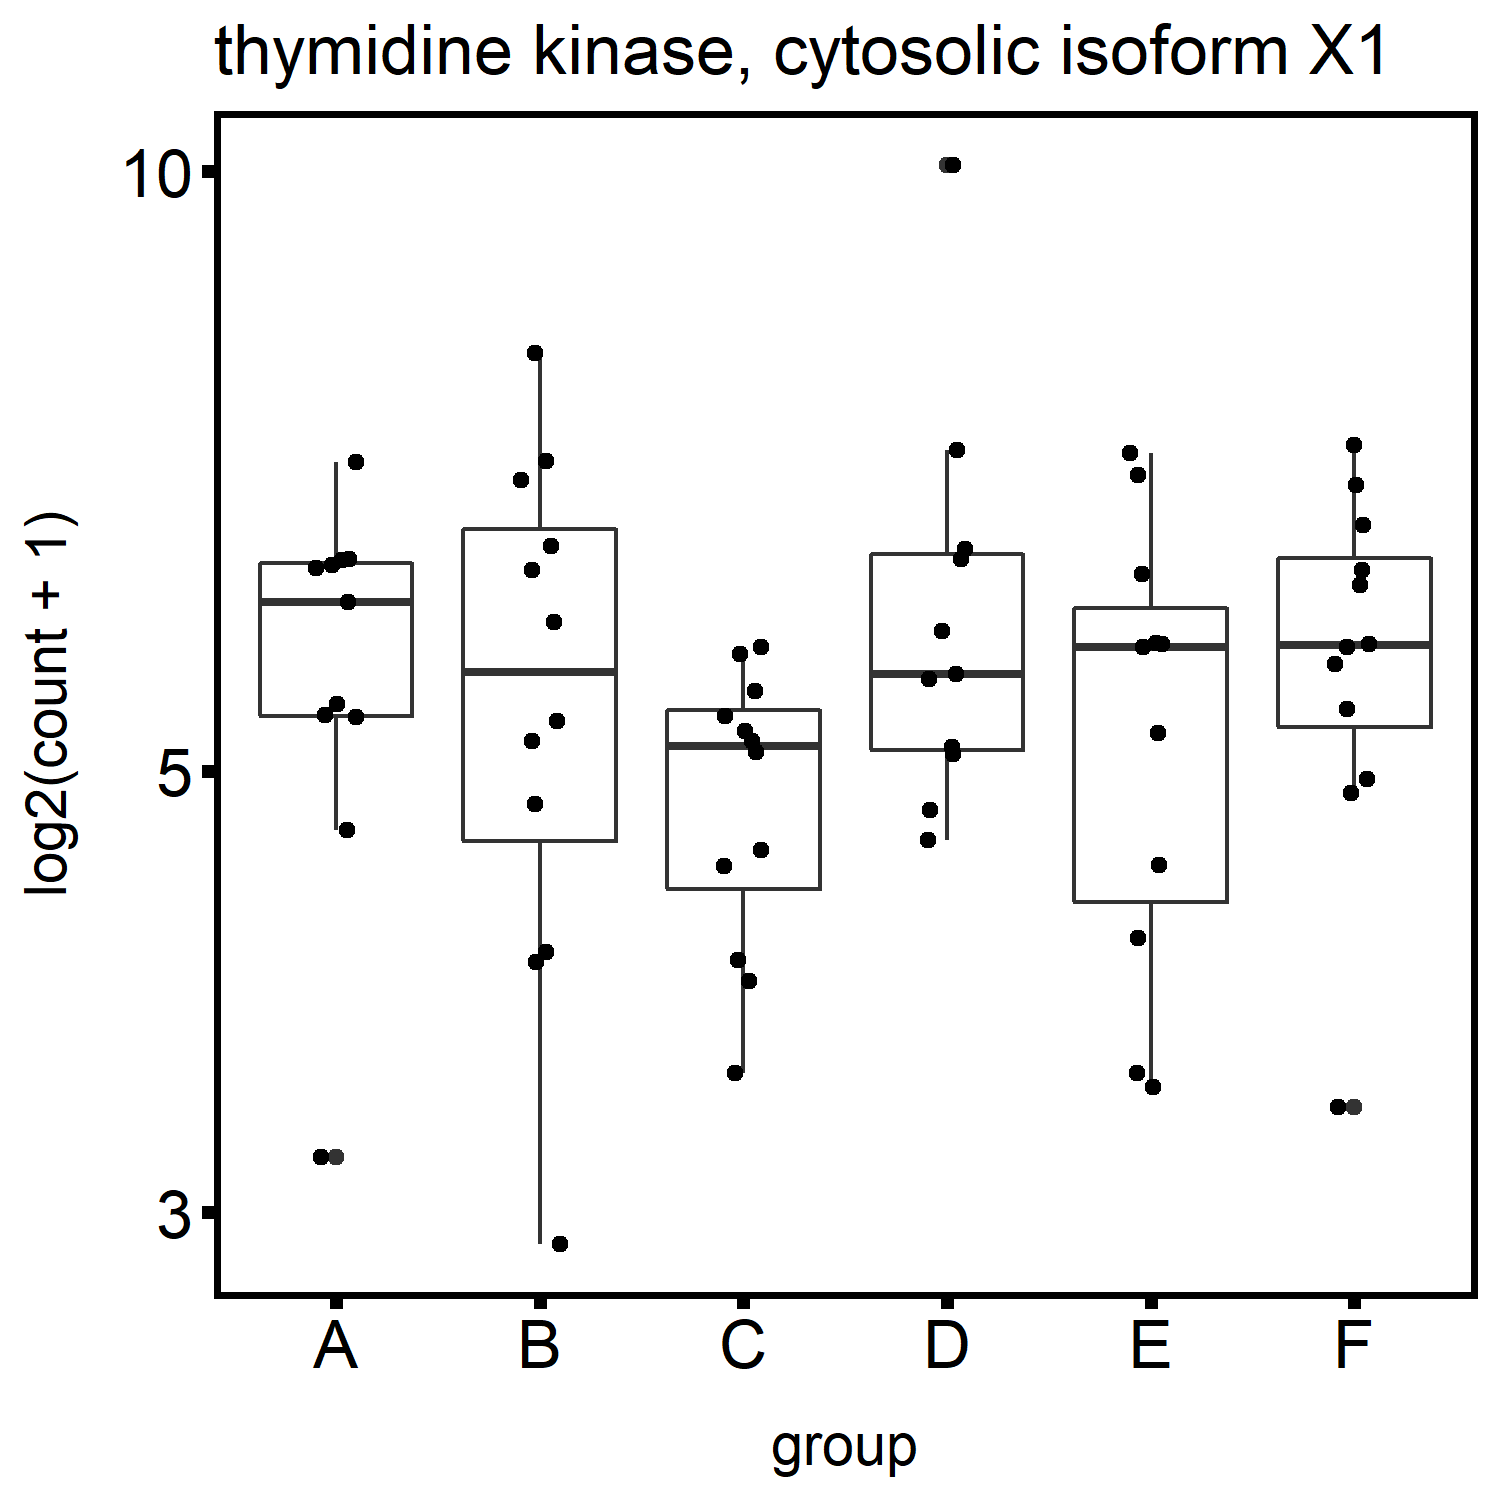 thymidine kinase, cytosolic isoform X1
10
5
3
log2(count + 1)
A B C D E F
group